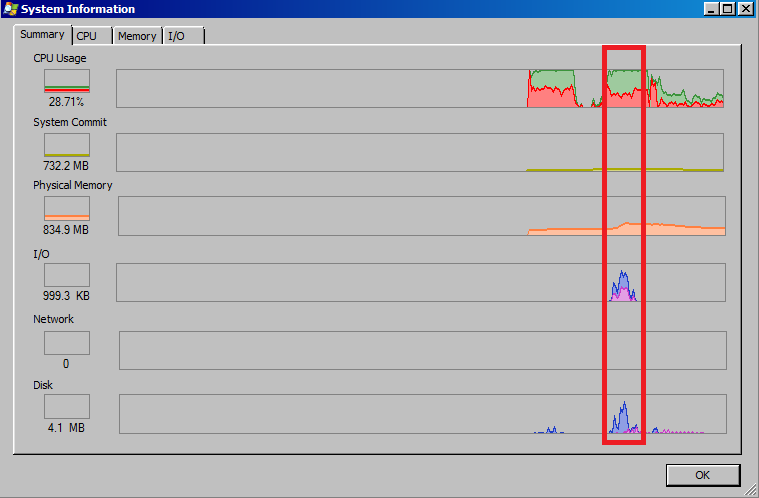 System Information
Summary CPU Memory I/O
CPU Usage
28.71%
System Commit
732.2 MB
Physical Memory
834.9 MB
I/O
999.3 KB
Network
0
Disk
4.1 MB
OK